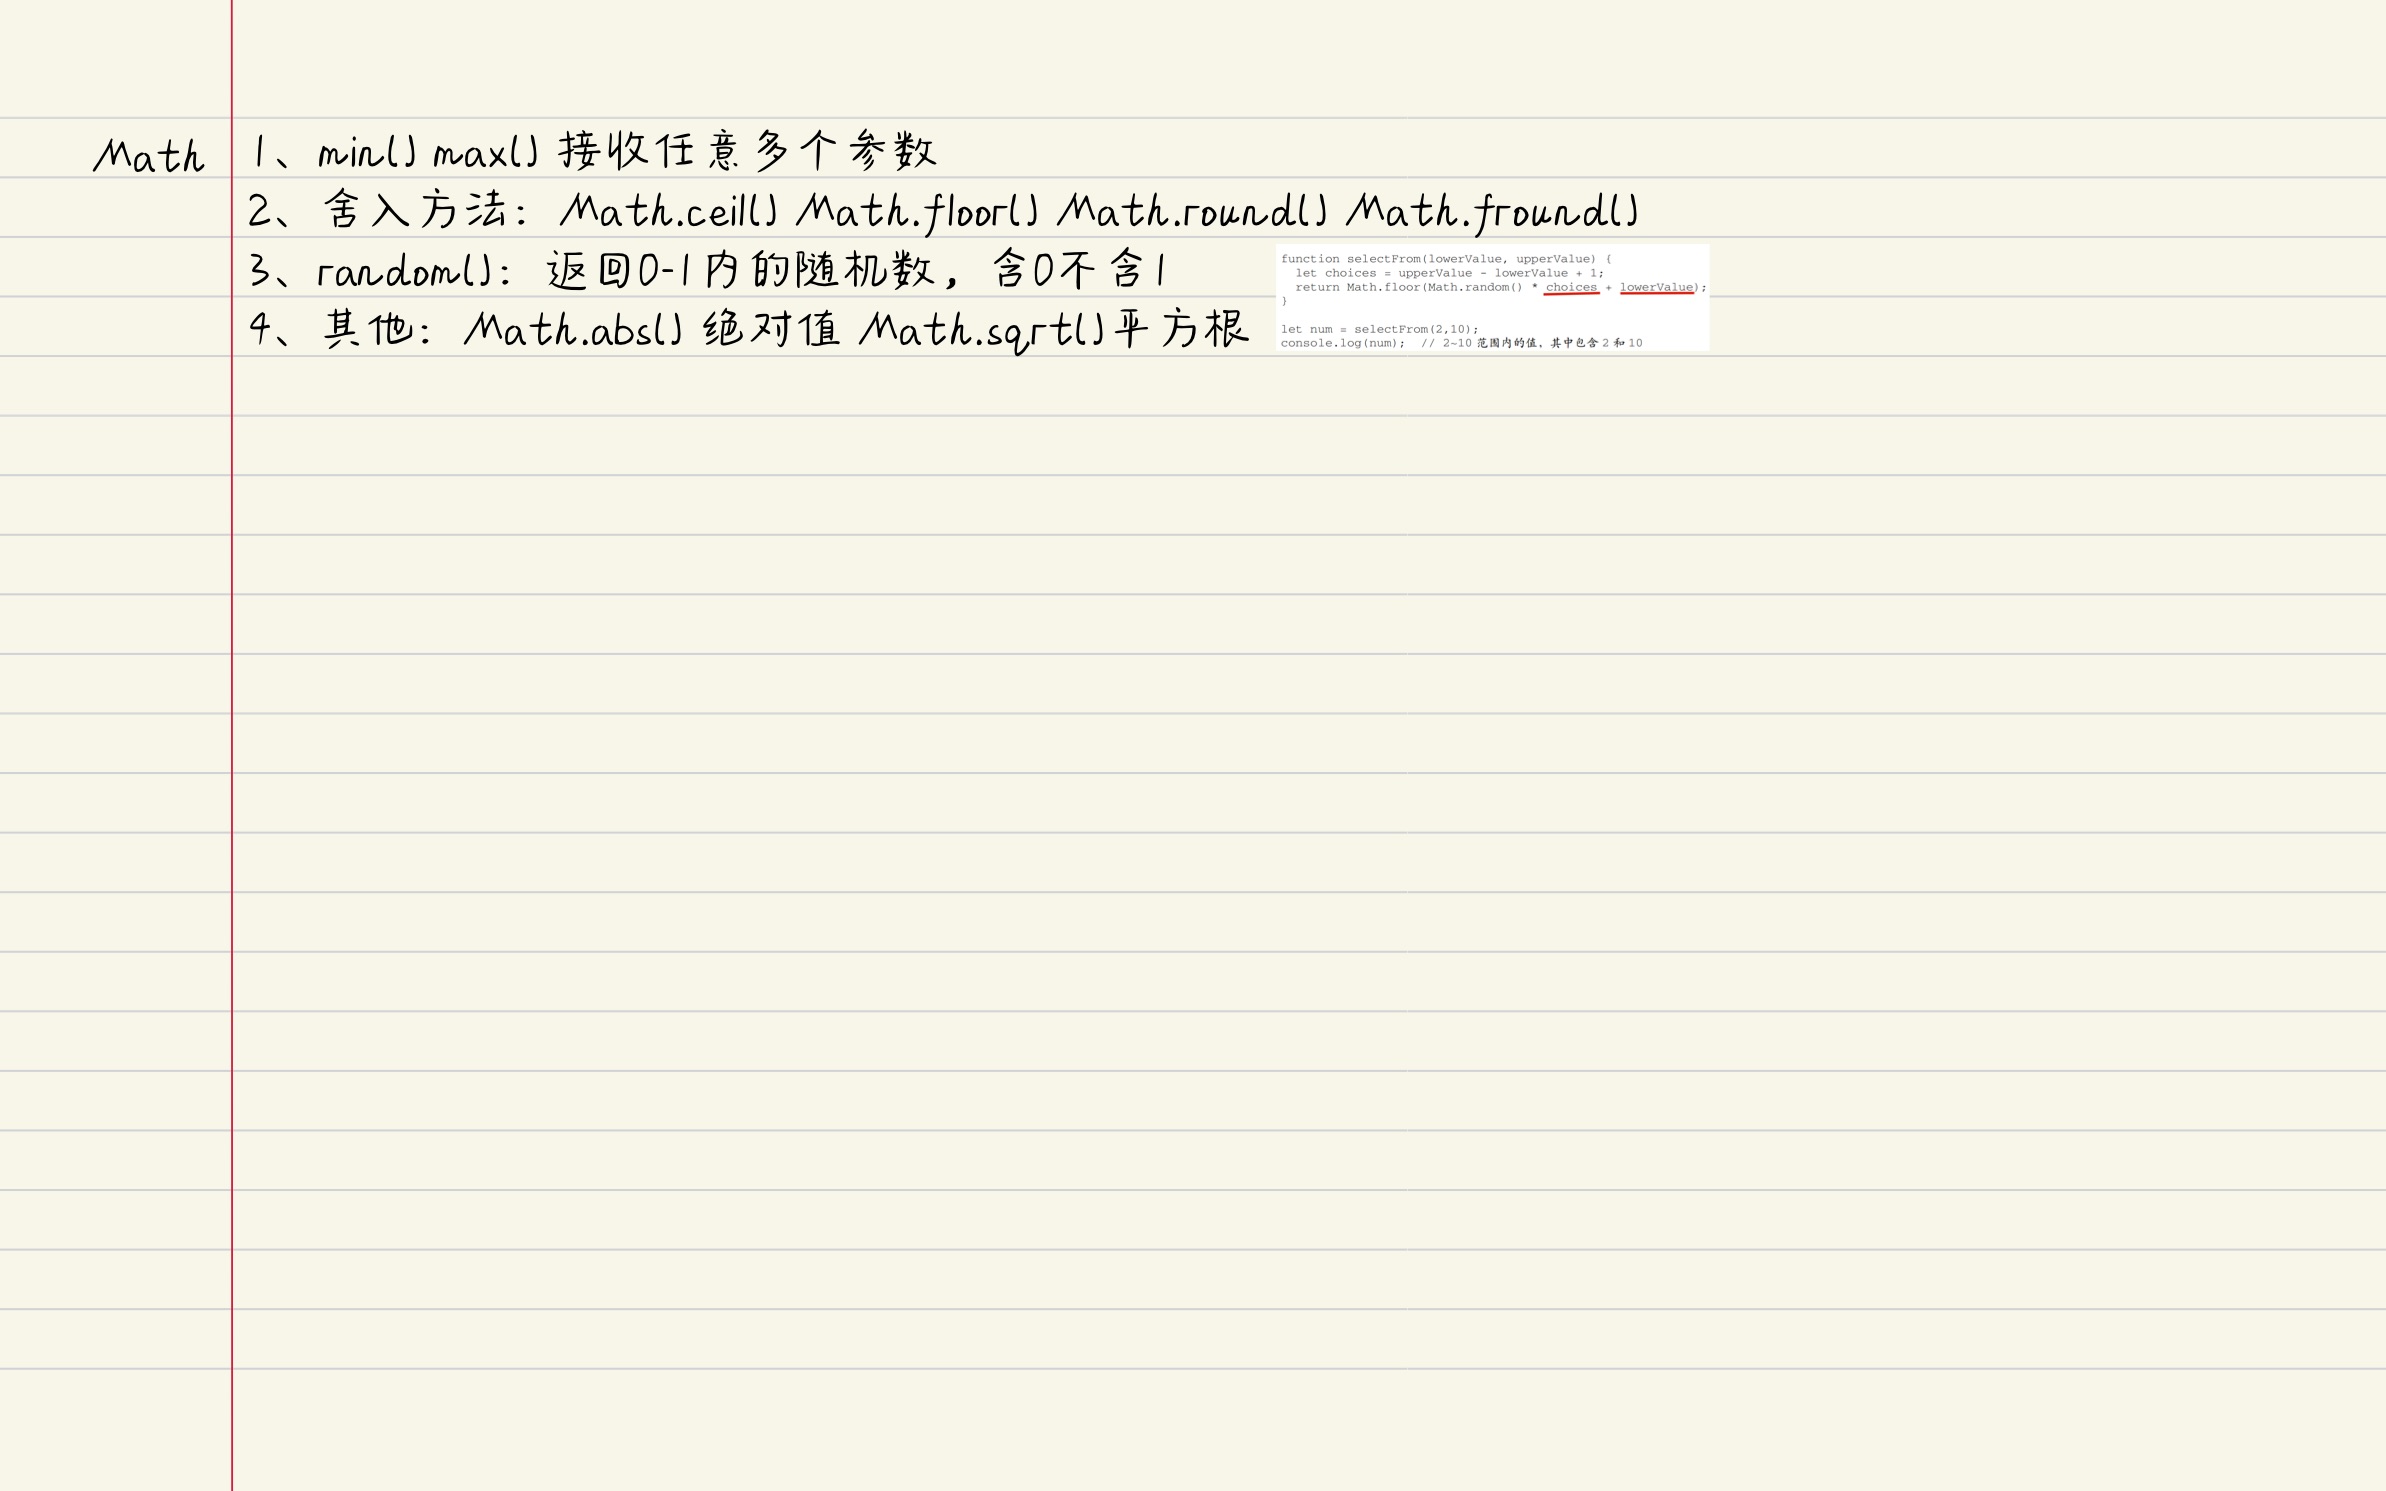 Math
1、min() max() 接收任意多个参数
2、舍入方法：Math.ceil() Math.floor() Math.round() Math.fround()
3、random()：返回0-1内的随机数，含0不含1
4、其他：Math.abs() 绝对值 Math.sqrt()平方根
function selectFrom(lowerValue, upperValue) {
let choices = upperValue - lowerValue + 1;
return Math.floor(Math.random() * choices + lowerValue);
}
let num = selectFrom(2,10);
console.log(num); // 2~10 范围内的值，其中包含 2 和 10